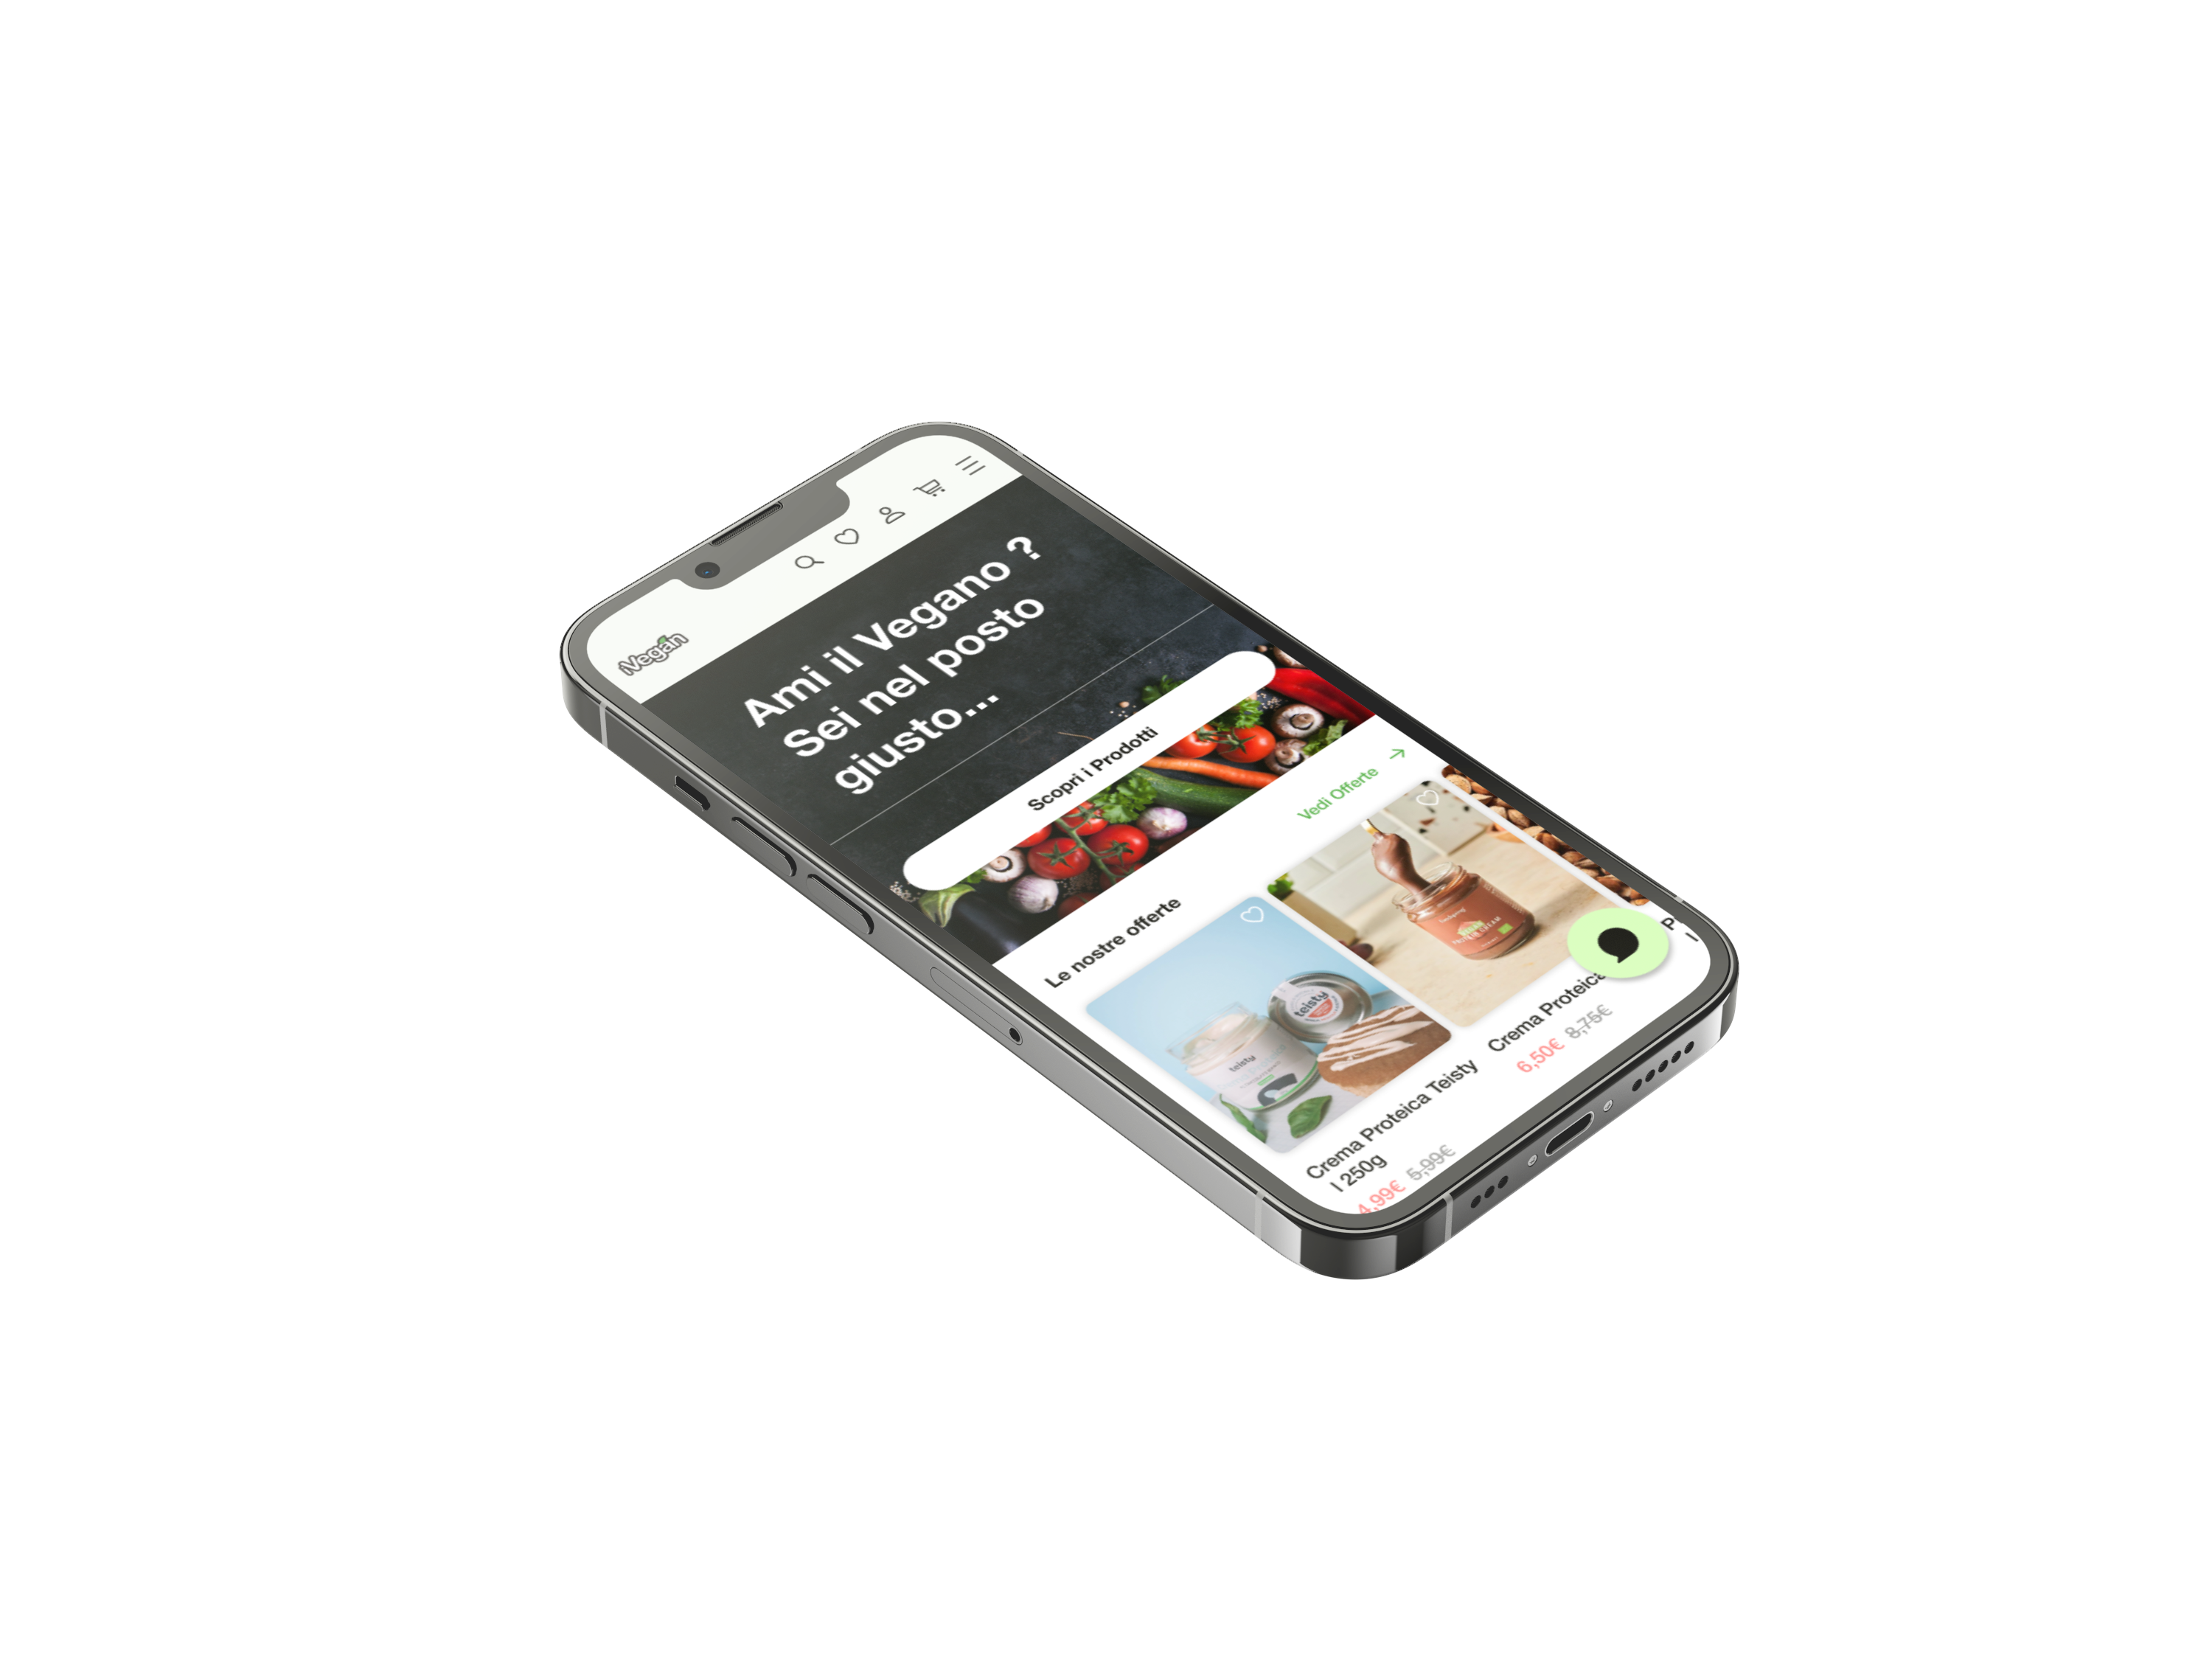 iVegan
Ami il Vegano ?
Sei nel posto
giusto...
Scopri i Prodotti
Le nostre offerte
Vedi Offerte →
teisty
teisty
Crema Proteica Teisty
| 250g
4,99€ 5,99€
Crema Proteica
6,50€ 8,75€
P